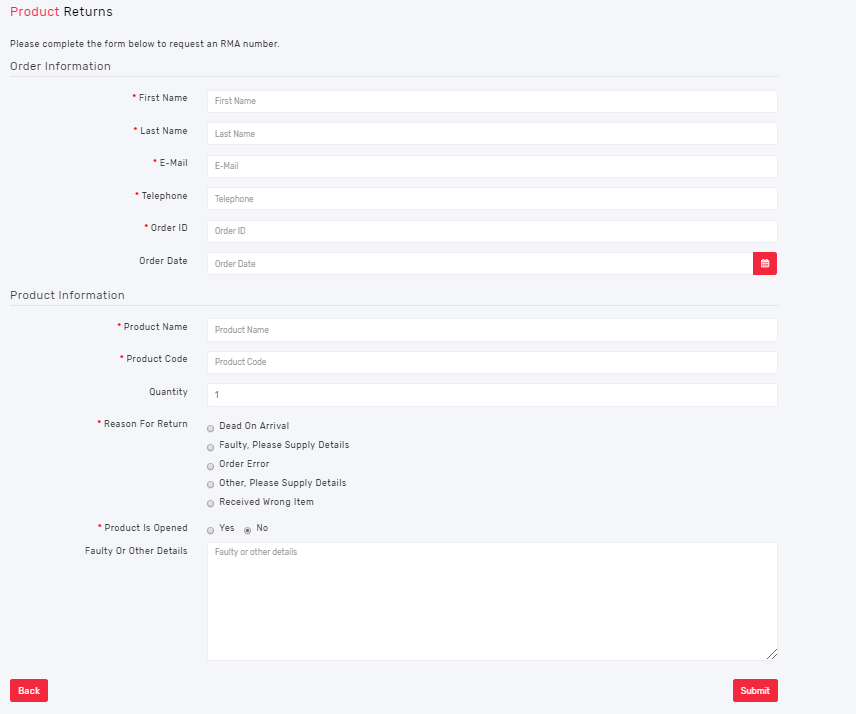 Product Returns
Please complete the form below to request an RMA number.
Order Information
* First Name First Name
* Last Name Last Name
* E-Mail E-Mail
* Telephone Telephone
* Order ID Order ID
Order Date Order Date
Product Information
* Product Name Product Name
* Product Code Product Code
Quantity 1
* Reason For Return Dead On Arrival
Faulty, Please Supply Details
Order Error
Other, Please Supply Details
Received Wrong Item
* Product Is Opened Yes No
Faulty Or Other Details Faulty or other details
Back Submit